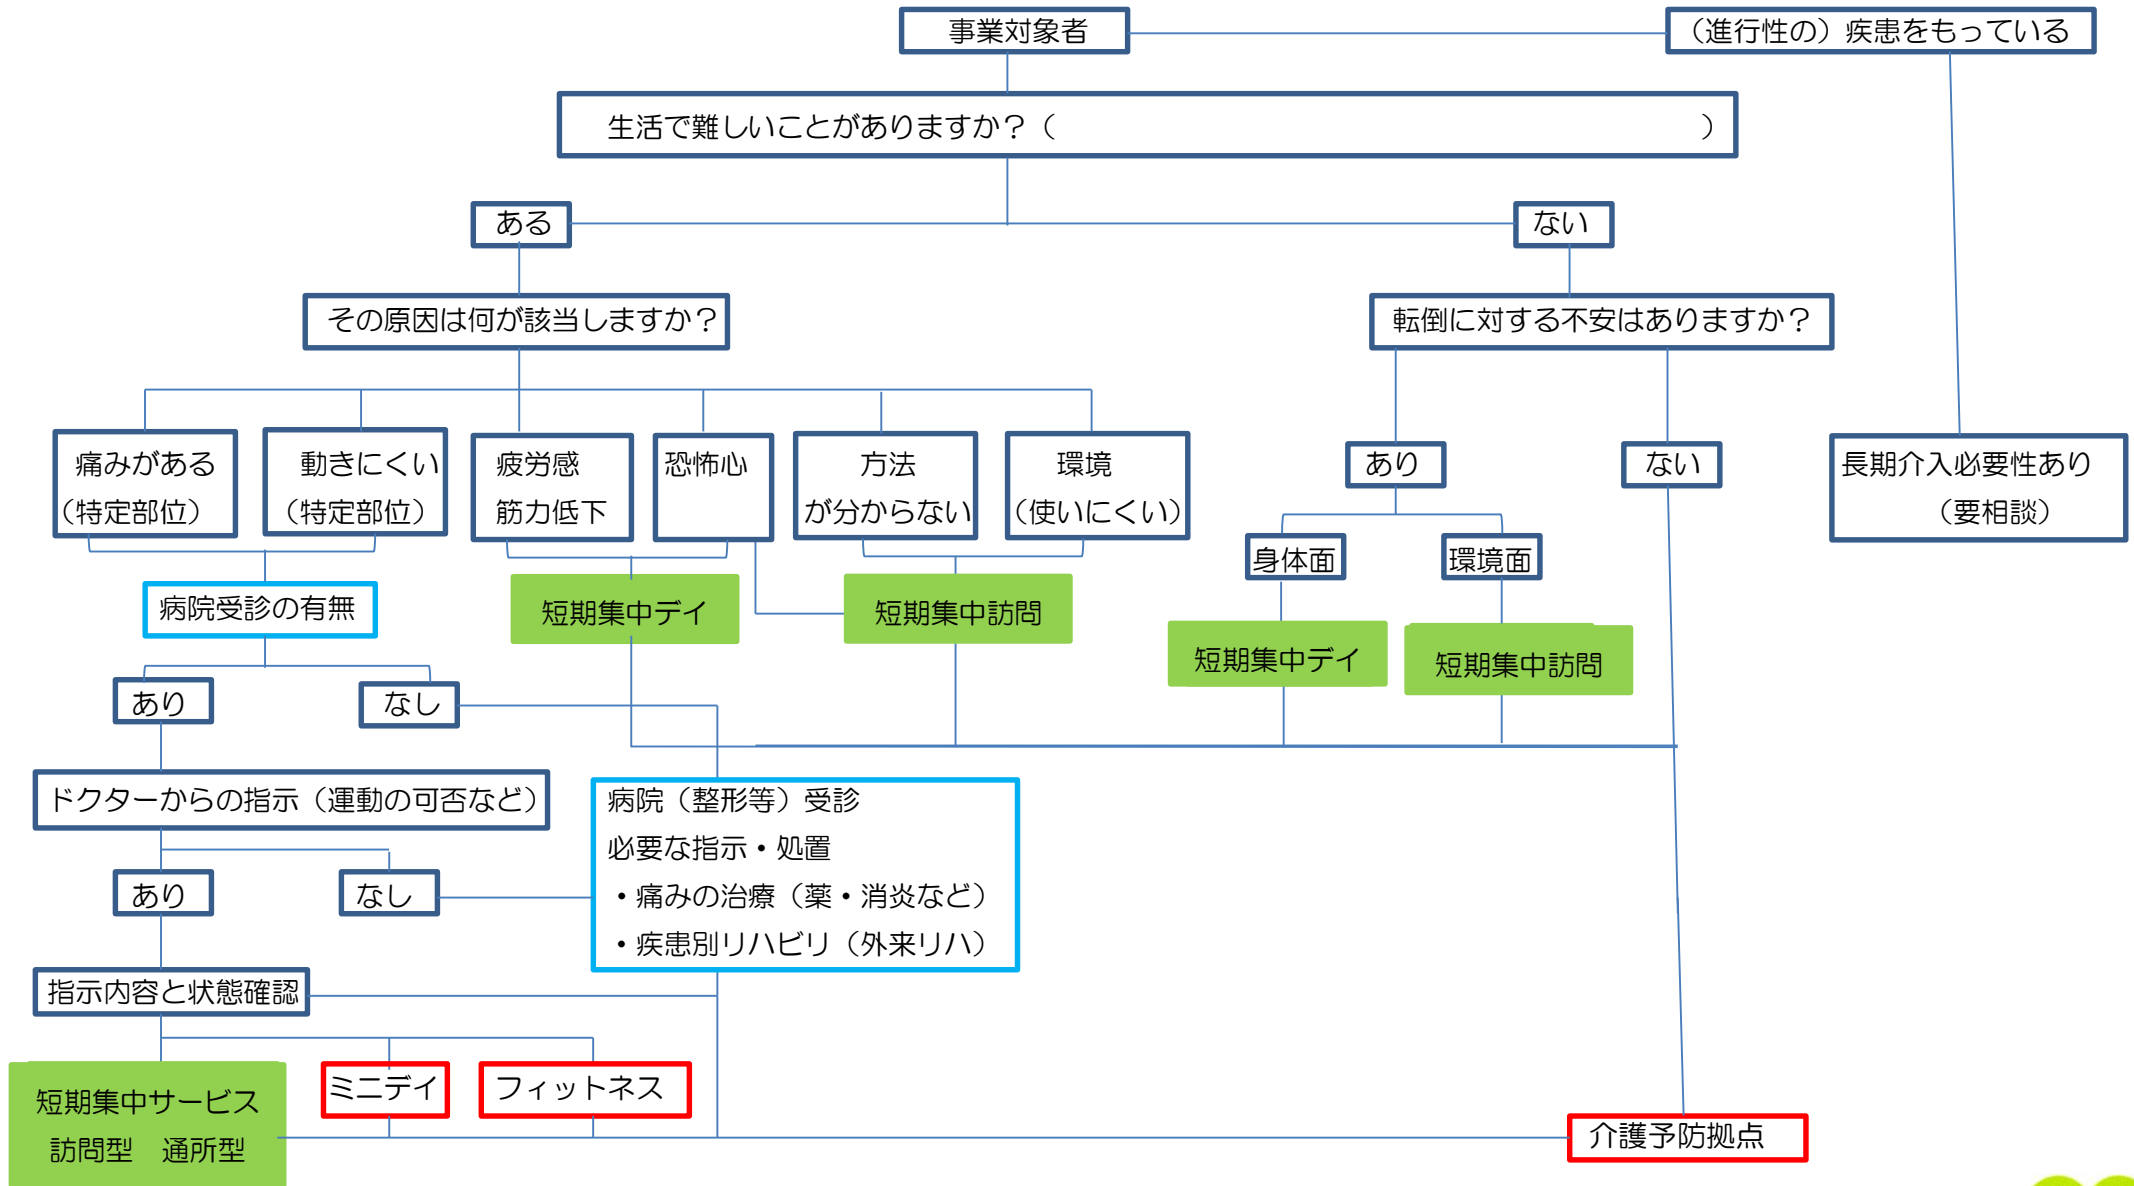 事業対象者
（進行性の）疾患をもっている
生活で難しいことがありますか？（　　　　　　　　　　　　　　　　　　　　　　　）
ある
ない
その原因は何が該当しますか？
転倒に対する不安はありますか？
痛みがある
（特定部位）
動きにくい
（特定部位）
疲労感
筋力低下
恐怖心
方法
が分からない
環境
（使いにくい）
あり
ない
長期介入必要性あり
（要相談）
身体面
環境面
病院受診の有無
短期集中デイ
短期集中訪問
短期集中デイ
短期集中訪問
あり
なし
ドクターからの指示（運動の可否など）
病院（整形等）受診
必要な指示・処置
・痛みの治療（薬・消炎など）
・疾患別リハビリ（外来リハ）
あり
なし
指示内容と状態確認
短期集中サービス
訪問型　通所型
ミニデイ
フィットネス
介護予防拠点